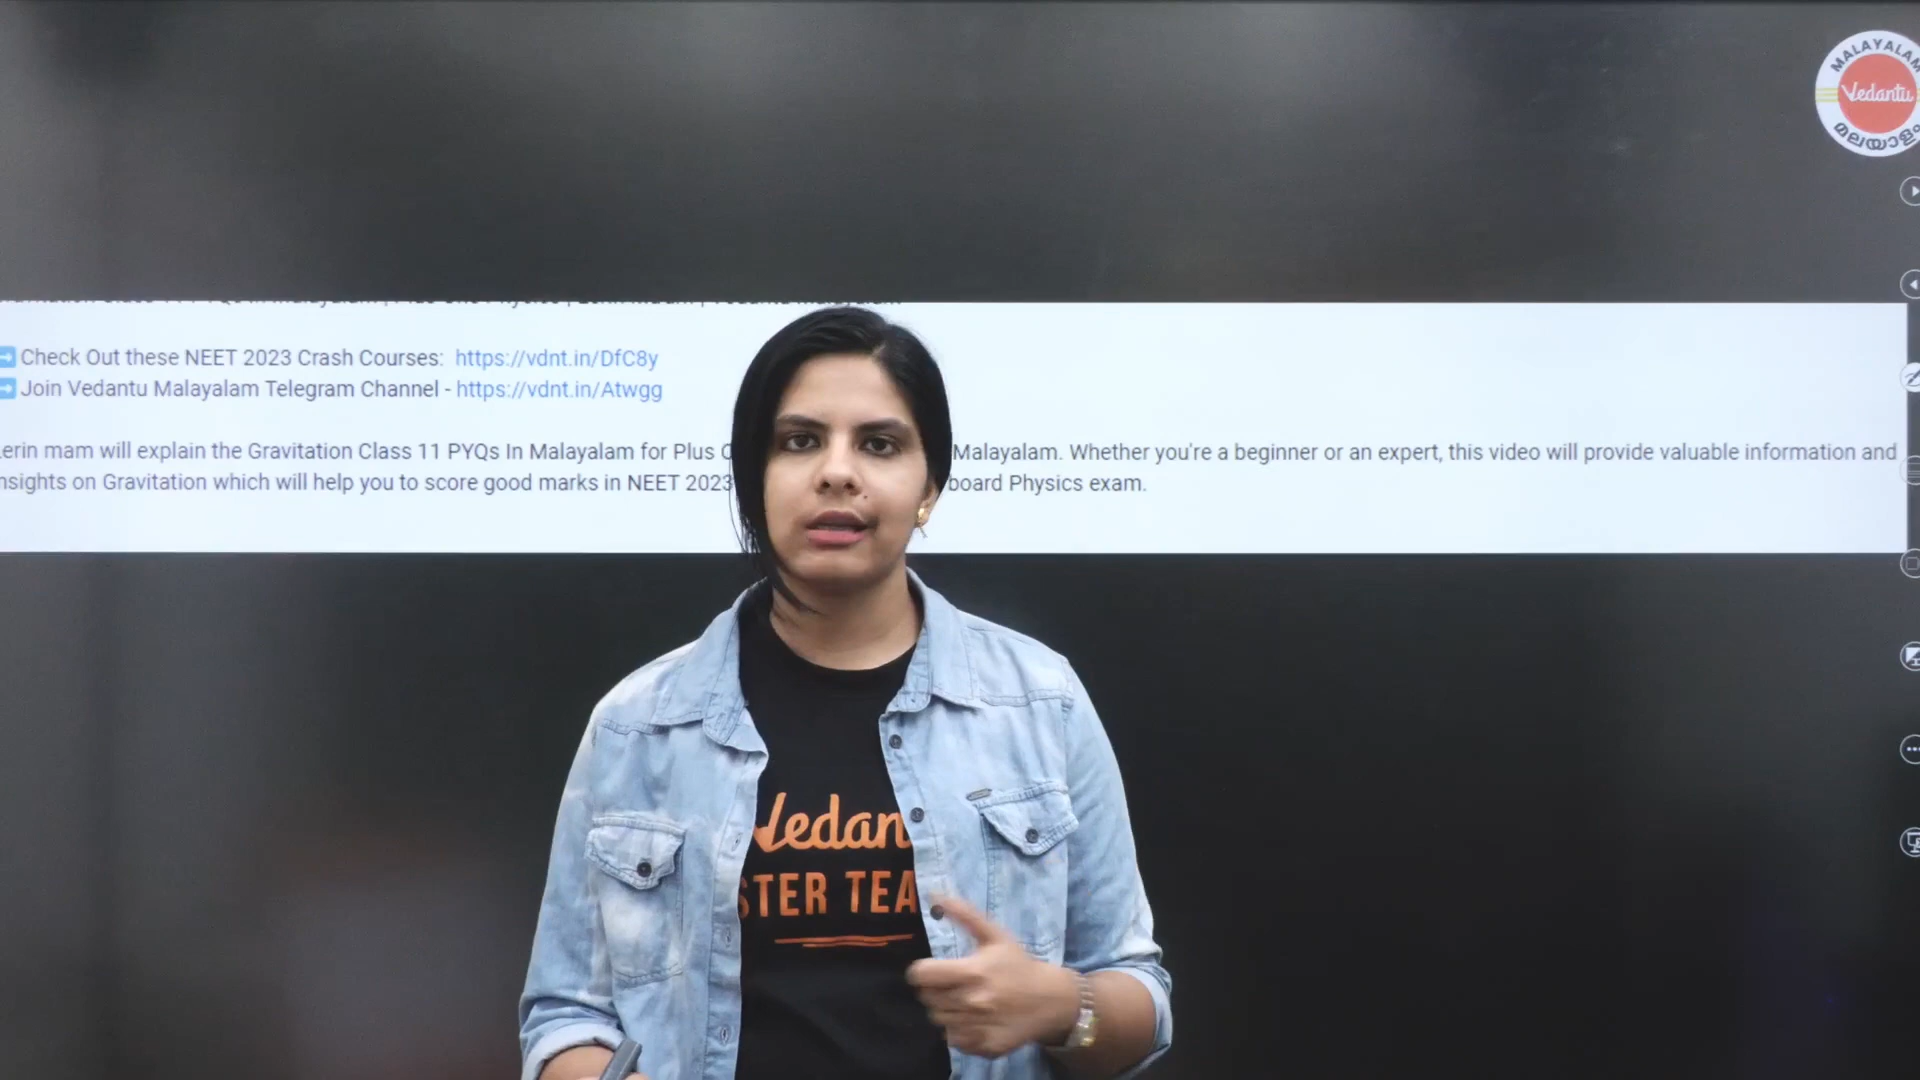 MALAYALAM
Vedantu
മലയാളം
Check Out these NEET 2023 Crash Courses: https://vdnt.in/DfC8y
Join Vedantu Malayalam Telegram Channel - https://vdnt.in/Atwgg
erin mam will explain the Gravitation Class 11 PYQs In Malayalam for Plus Malayalam. Whether you're a beginner or an expert, this video will provide valuable information and
nsights on Gravitation which will help you to score good marks in NEET 2023 board Physics exam.
Vedan
STER TEA